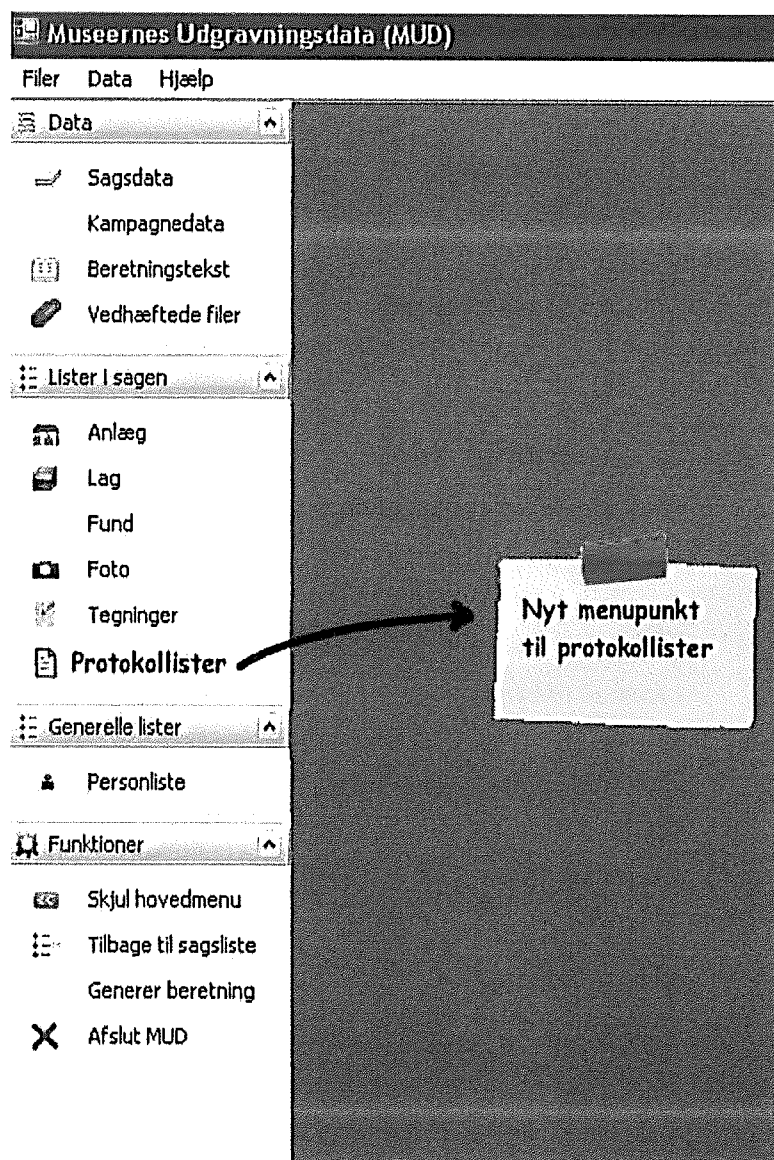 Museernes Udgravningsdata (MUD)
Filer Data Hjælp
Data
Sagsdata
Kampagnedata
Beretningstekst
Vedhæftede filer
Lister I sagen
Anlæg
Lag
Fund
Foto
Tegninger
Protokollister
Nyt menupunkt
til protokollister
Generelle lister
Personliste
Funktioner
Skjul hovedmenu
Tilbage til sagsliste
Generer beretning
Afslut MUD